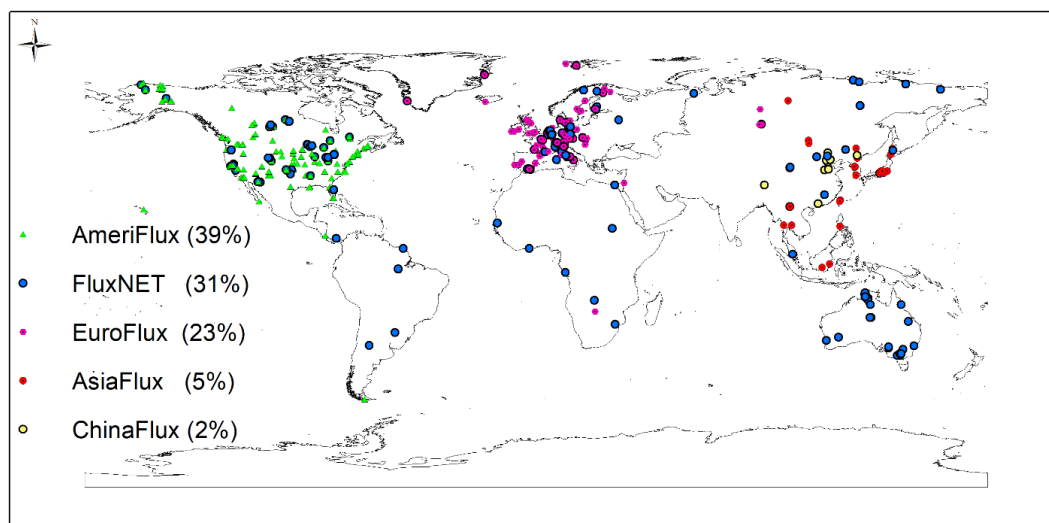 N
AmeriFlux (39%)
FluxNET (31%)
EuroFlux (23%)
AsiaFlux (5%)
ChinaFlux (2%)